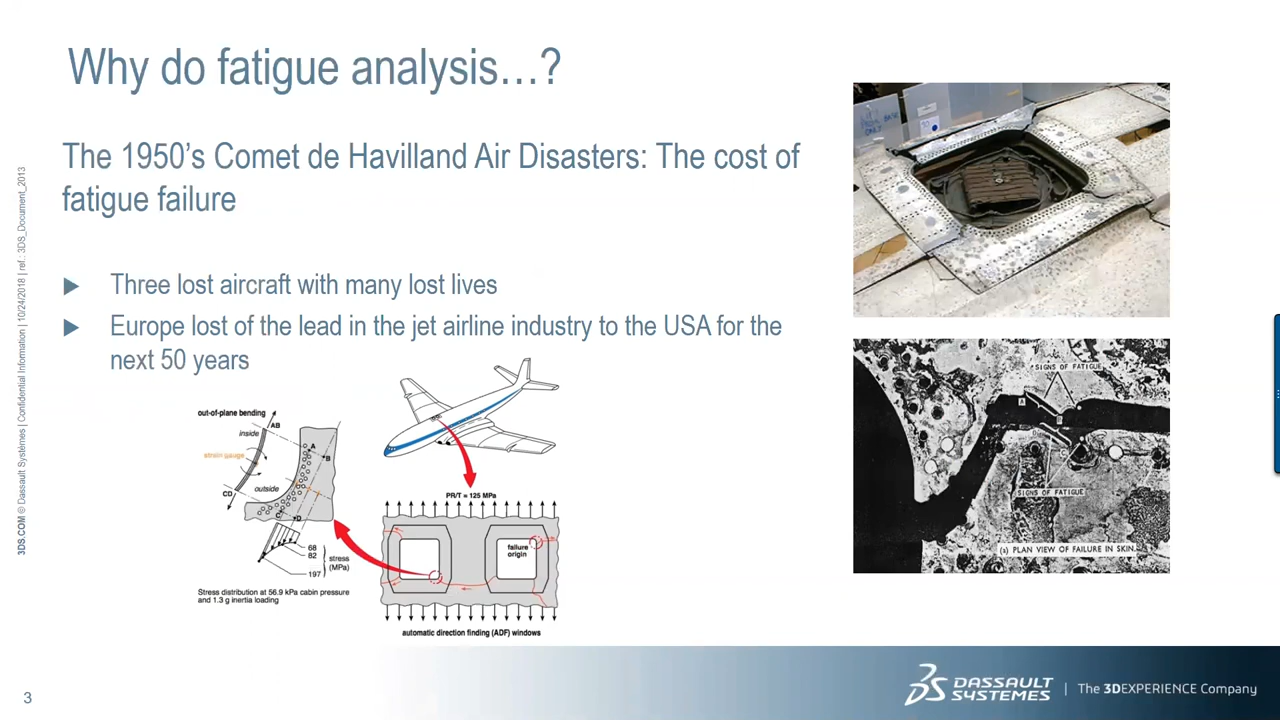 Why do fatigue analysis…?
The 1950's Comet de Havilland Air Disasters: The cost of
fatigue failure
Three lost aircraft with many lost lives
Europe lost of the lead in the jet airline industry to the USA for the
next 50 years
out-of-plane bending
AB
inside
strain gauge
outside
CD
A
B
C
D
68
82
197
stress
(MPa)
Stress distribution at 56.9 kPa cabin pressure
and 1.3 g inertia loading
PR/T = 125 MPa
failure
origin
automatic direction finding (ADF) windows
BASE
ONLY
SIGNS OF FATIGUE
SIGNS OF FATIGUE
(a) PLAN VIEW OF FAILURE IN SKIN.
3DS.COM © Dassault Systèmes | Confidential Information | 10/24/2018 | ref.: 3DS_Document_2013
3
DASSAULT
SYSTEMES
The 3DEXPERIENCE Company